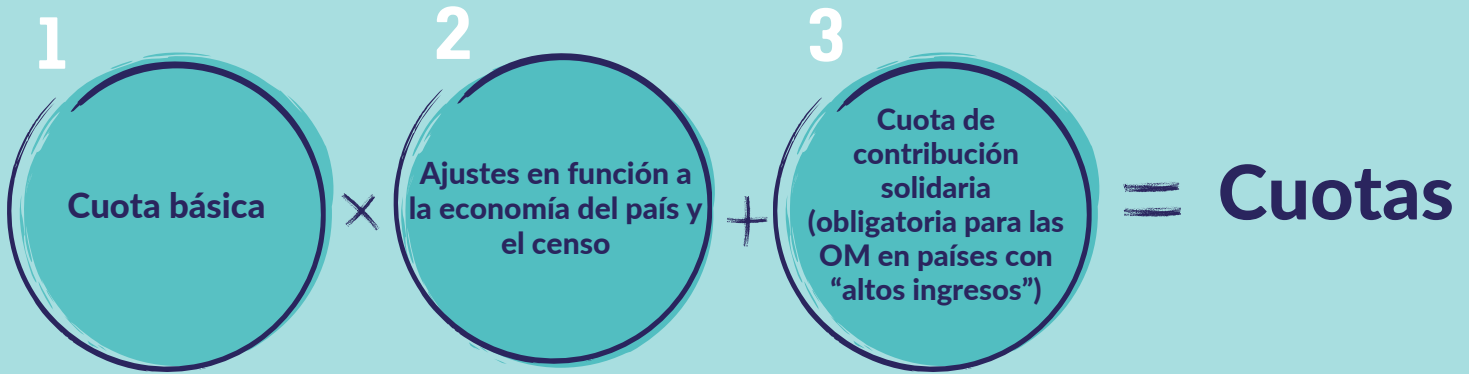 1
Cuota básica
×
2
Ajustes en función a
la economía del país y
el censo
+
3
Cuota de
contribución
solidaria
(obligatoria para las
OM en países con
“altos ingresos”)
=
Cuotas